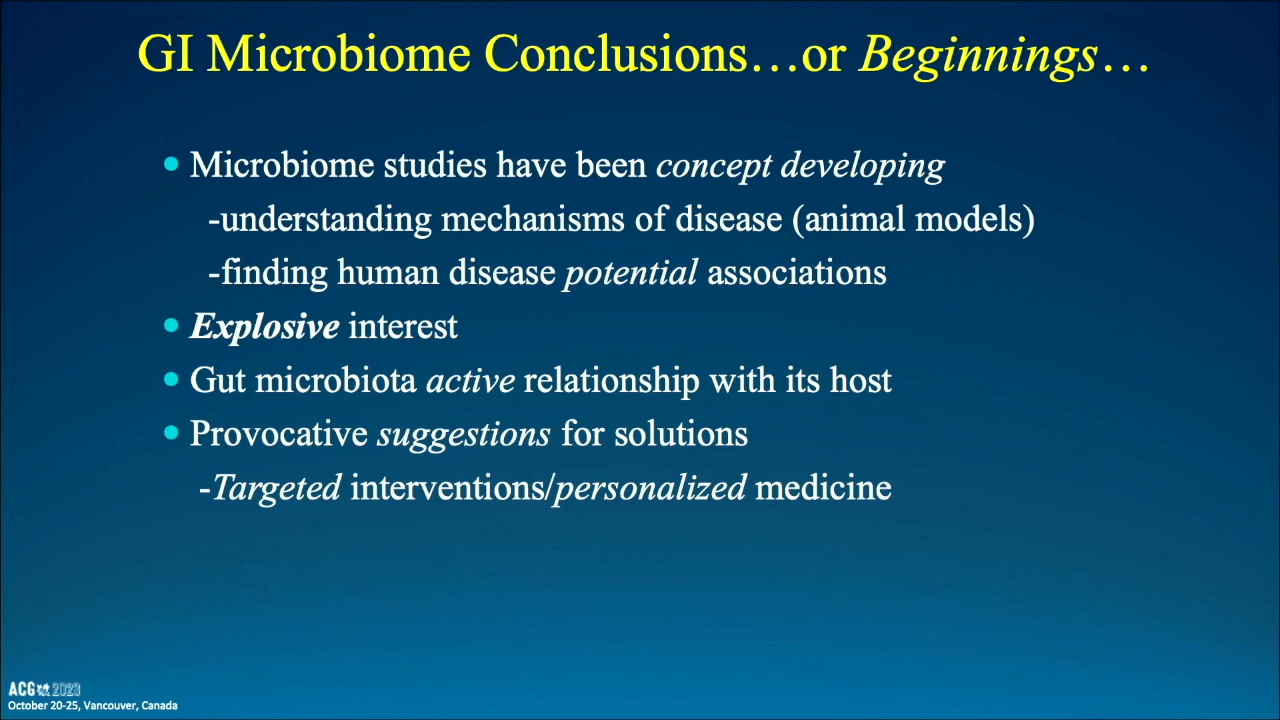 GI Microbiome Conclusions…or Beginnings…
• Microbiome studies have been concept developing
-understanding mechanisms of disease (animal models)
-finding human disease potential associations
• Explosive interest
• Gut microbiota active relationship with its host
• Provocative suggestions for solutions
-Targeted interventions/personalized medicine
ACG 2023
October 20-25, Vancouver, Canada